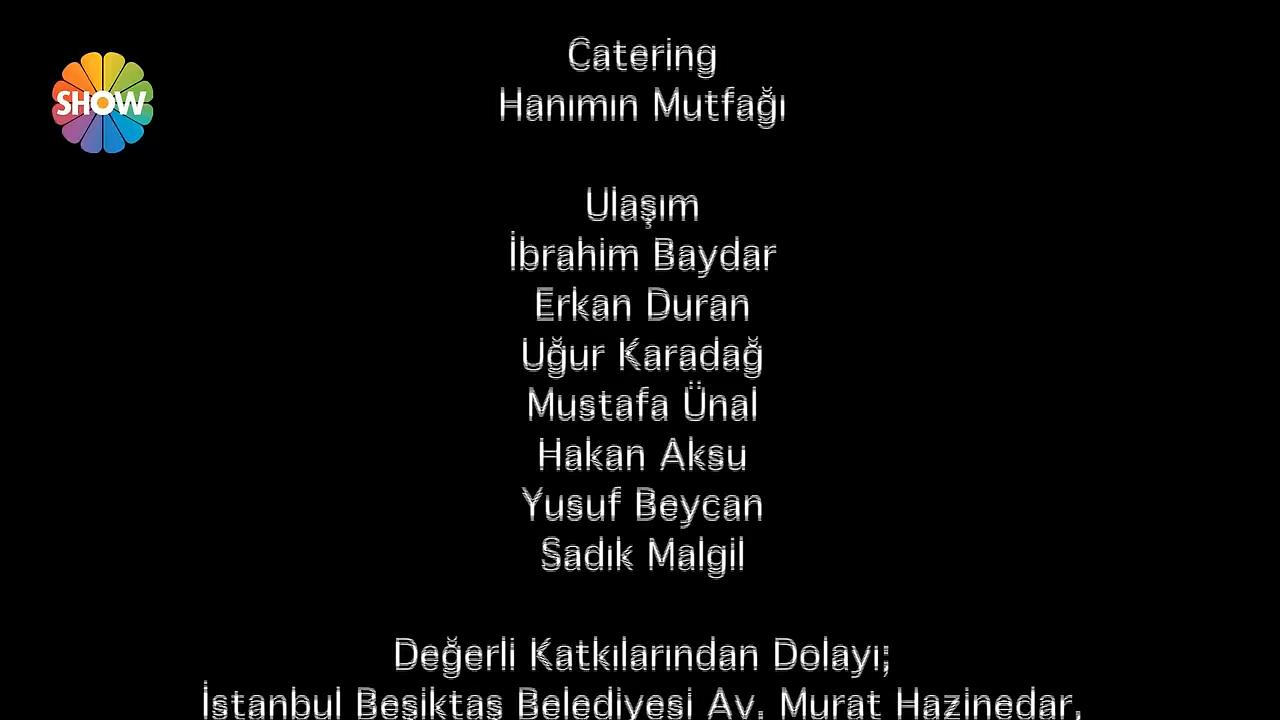 SHOW
Catering
Hanımın Mutfağı
Ulaşım
İbrahim Baydar
Erkan Duran
Uğur Karadağ
Mustafa Ünal
Hakan Aksu
Yusuf Beycan
Sadık Malgil
Değerli Katkılarından Dolayı;
İstanbul Beşiktaş Belediyesi Av. Murat Hazinedar,